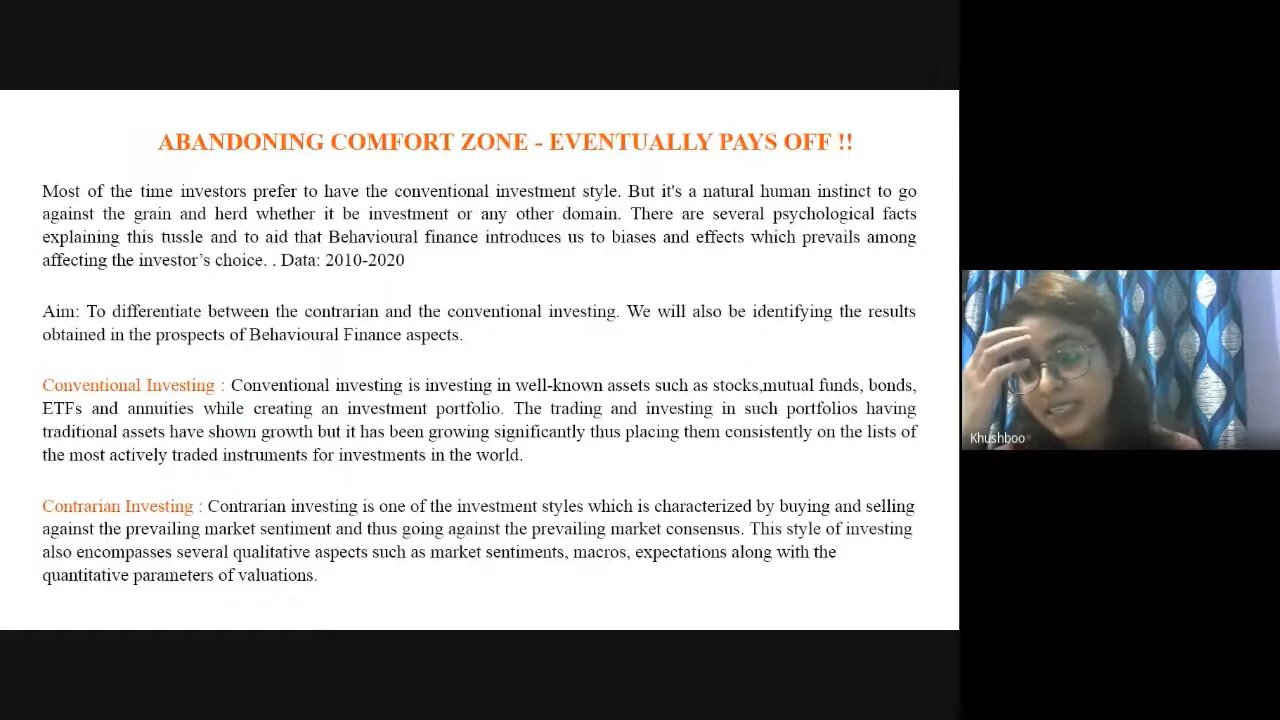 ABANDONING COMFORT ZONE - EVENTUALLY PAYS OFF !!
Most of the time investors prefer to have the conventional investment style. But it's a natural human instinct to go
against the grain and herd whether it be investment or any other domain. There are several psychological facts
explaining this tussle and to aid that Behavioural finance introduces us to biases and effects which prevails among
affecting the investor’s choice. . Data: 2010-2020
Aim: To differentiate between the contrarian and the conventional investing. We will also be identifying the results
obtained in the prospects of Behavioural Finance aspects.
Conventional Investing : Conventional investing is investing in well-known assets such as stocks,mutual funds, bonds,
ETFs and annuities while creating an investment portfolio. The trading and investing in such portfolios having
traditional assets have shown growth but it has been growing significantly thus placing them consistently on the lists of
the most actively traded instruments for investments in the world.
Contrarian Investing : Contrarian investing is one of the investment styles which is characterized by buying and selling
against the prevailing market sentiment and thus going against the prevailing market consensus. This style of investing
also encompasses several qualitative aspects such as market sentiments, macros, expectations along with the
quantitative parameters of valuations.
Khushboo